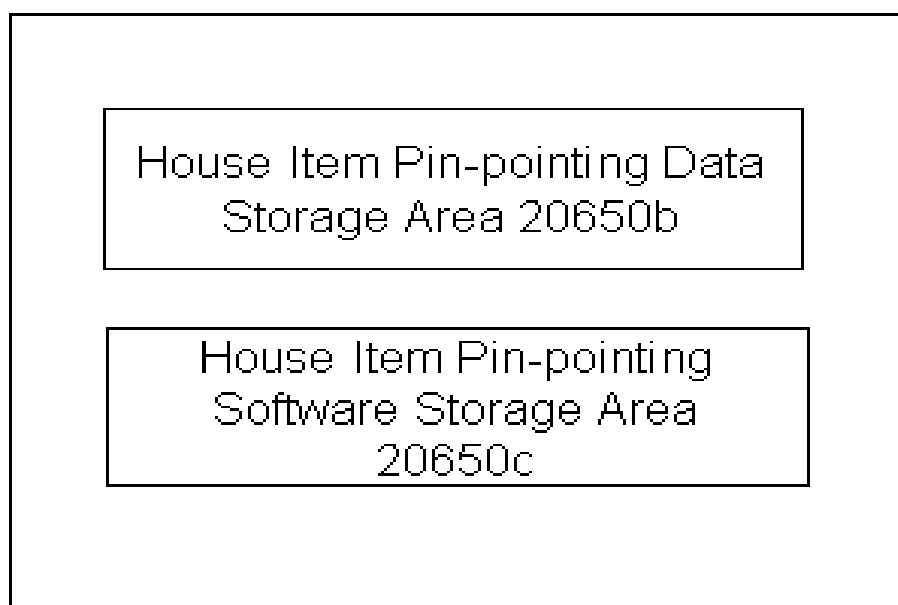 House Item Pin-pointing Data
Storage Area 20650b
House Item Pin-pointing
Software Storage Area
20650c